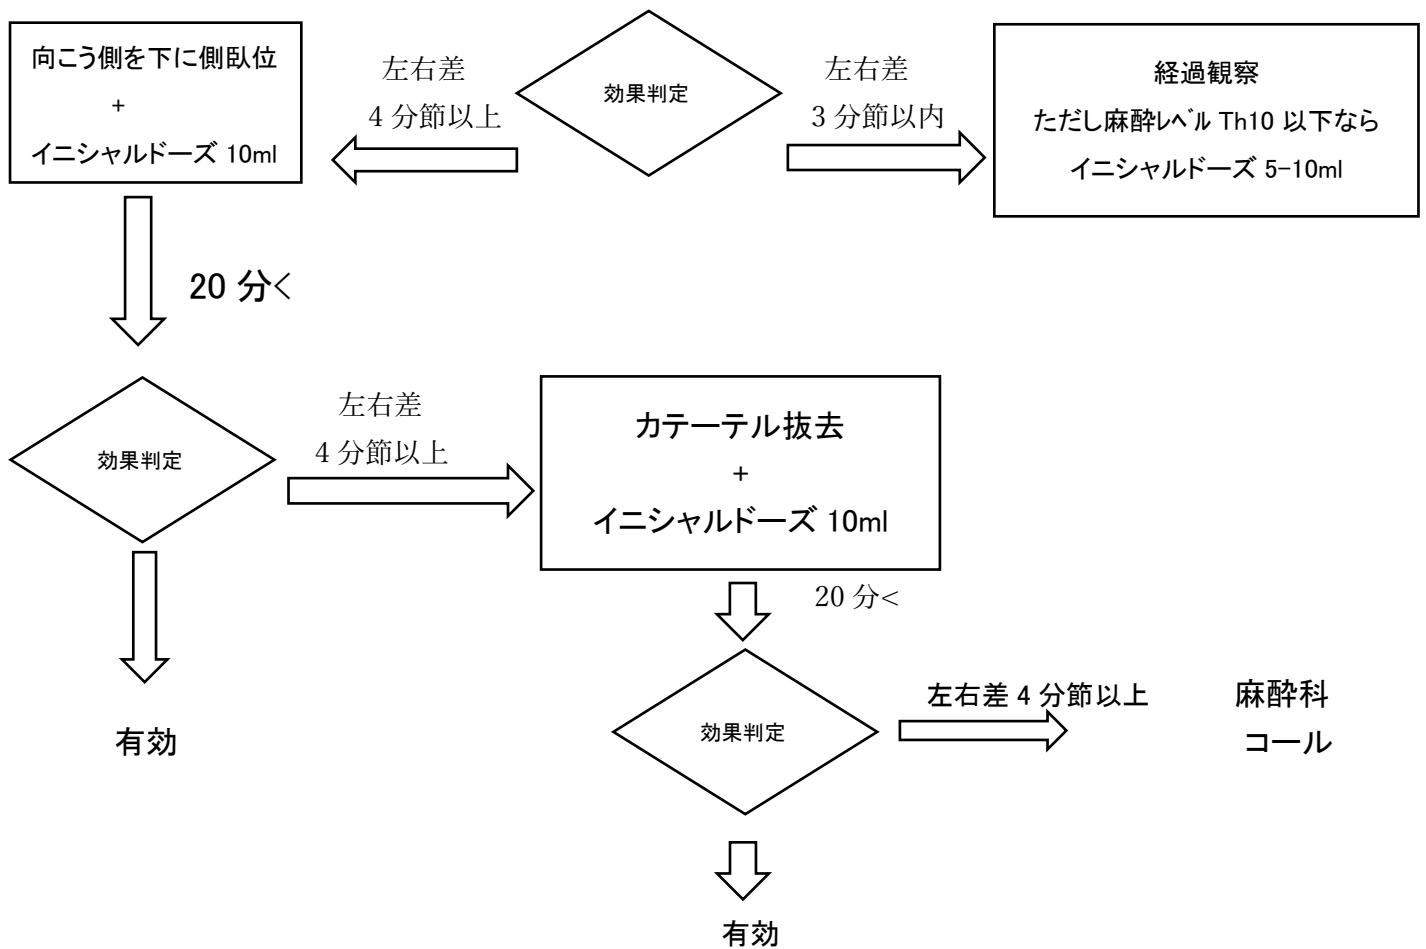 向こう側を下に側臥位
+
イニシャルドーズ 10ml
左右差
4 分節以上
効果判定
左右差
3 分節以内
経過観察
ただし麻酔レベル Th10 以下なら
イニシャルドーズ 5-10ml
20 分<
効果判定
左右差
4 分節以上
カテーテル抜去
+
イニシャルドーズ 10ml
20 分<
有効
効果判定
左右差 4 分節以上
麻酔科
コール
有効